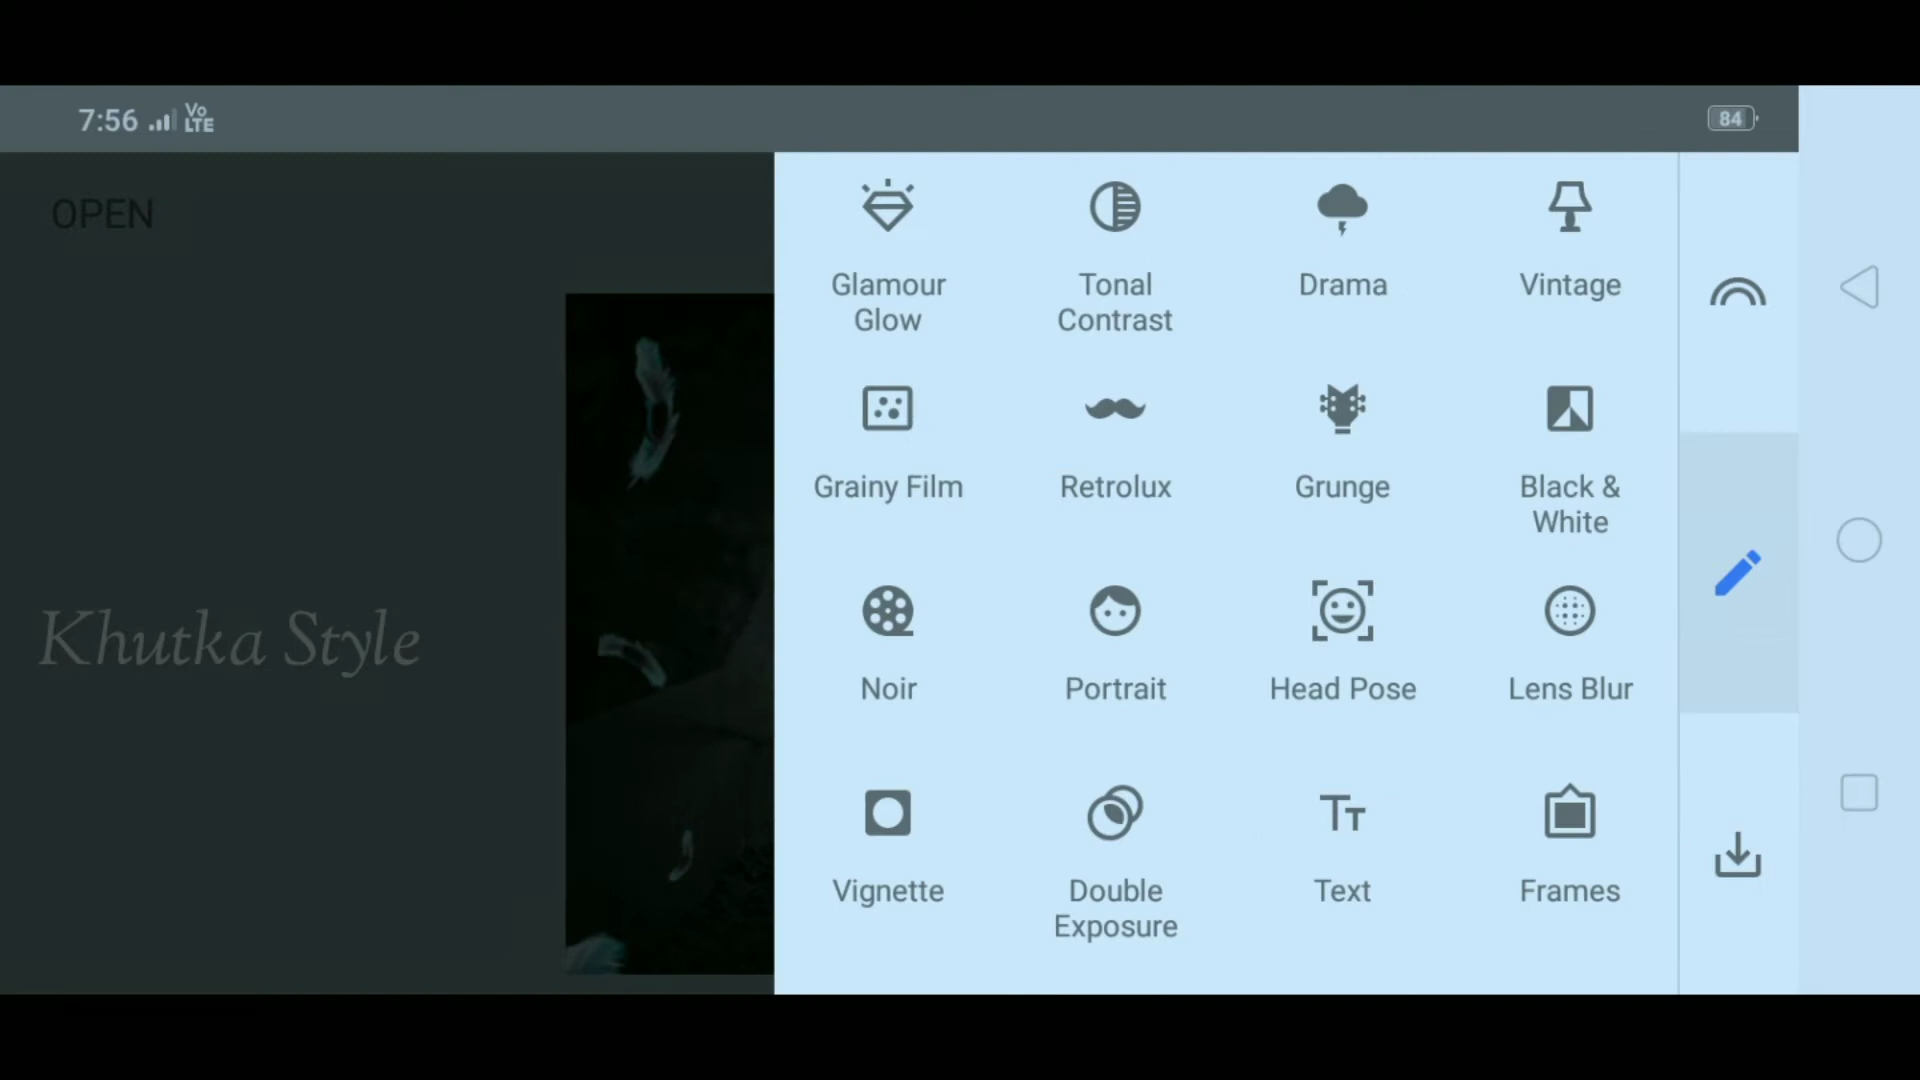 7:56 Vo LTE 84
OPEN
Glamour Glow
Tonal Contrast
Drama
Vintage
Grainy Film
Retrolux
Grunge
Black & White
Khutka Style
Noir
Portrait
Head Pose
Lens Blur
Vignette
Double Exposure
Text
Frames